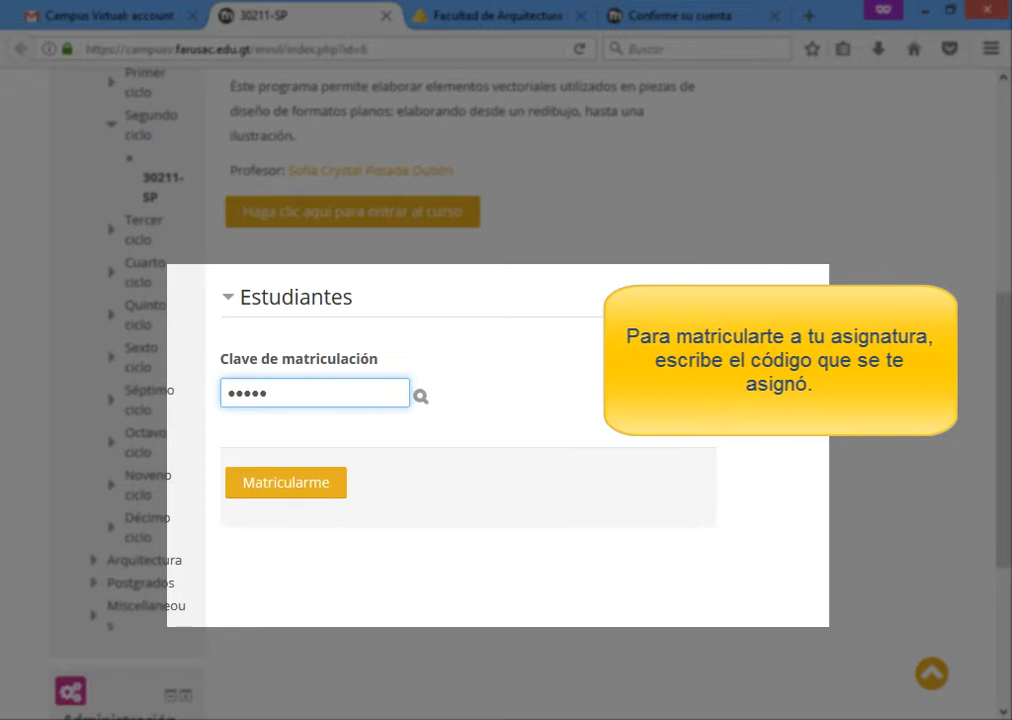 Campus Virtual: account
30211-SP
Facultad de Arquitectura
Confirme su cuenta
https://campusv.farusac.edu.gt/enrol/index.php?id=6
Buscar
Primer
ciclo
Segundo
ciclo
30211-
SP
Tercer
ciclo
Cuarto
ciclo
Quinto
ciclo
Sexto
ciclo
Séptimo
ciclo
Octavo
ciclo
Noveno
ciclo
Décimo
ciclo
Arquitectura
Postgrados
Miscellaneou
s
Administración
Éste programa permite elaborar elementos vectoriales utilizados en piezas de
diseño de formatos planos; elaborando desde un redibujo, hasta una
ilustración.
Profesor: Sofía Crystal Posada Dubón
Haga clic aquí para entrar al curso
Estudiantes
Clave de matriculación
•••••
Matricularme
Para matricularte a tu asignatura,
escribe el código que se te
asignó.